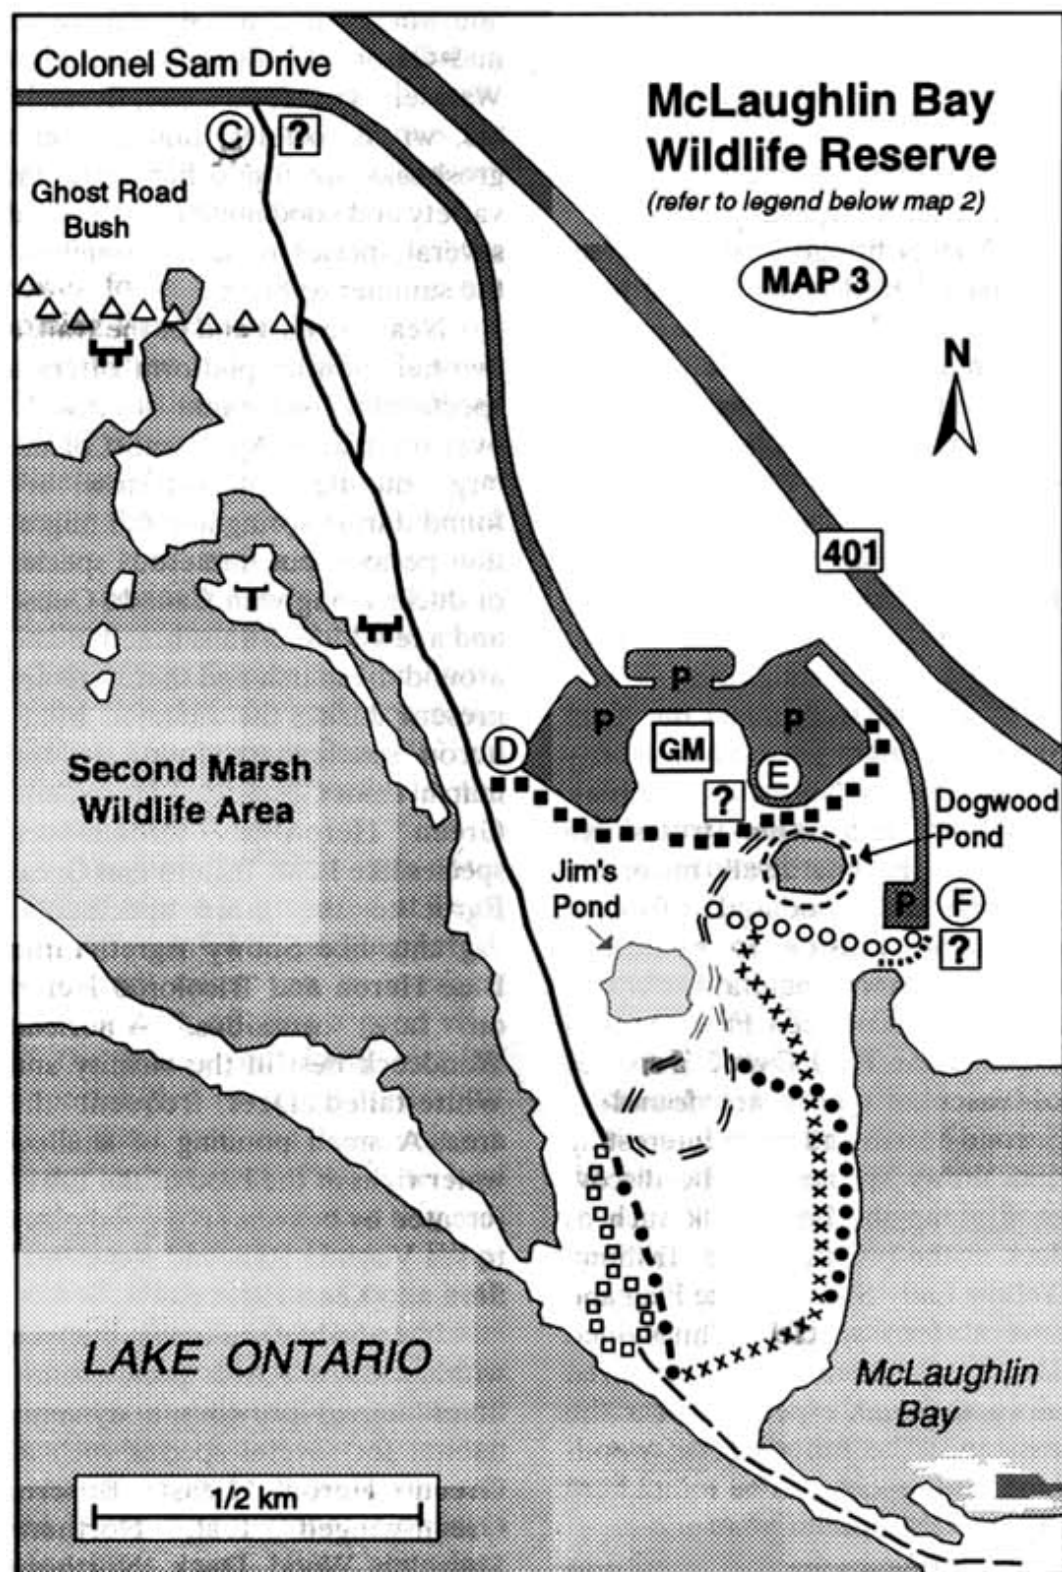 Colonel Sam Drive
C ?
Ghost Road
Bush
McLaughlin Bay
Wildlife Reserve
(refer to legend below map 2)
MAP 3
N
401
P
P
P
D
GM
E
?
Second Marsh
Wildlife Area
Dogwood
Pond
Jim's
Pond
P
F
?
LAKE ONTARIO
McLaughlin
Bay
1/2 km